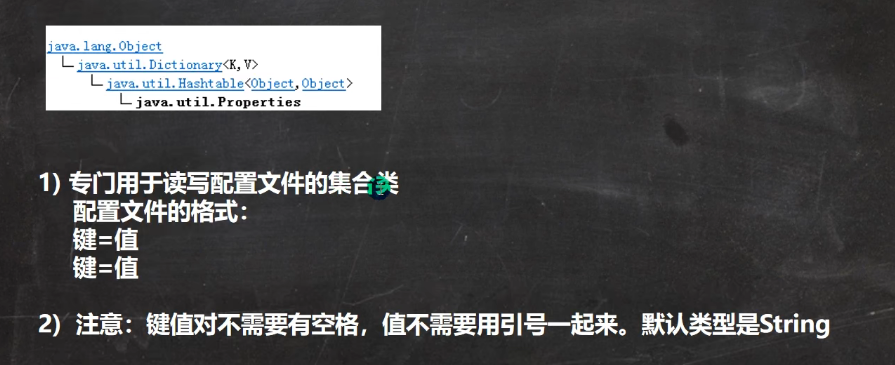 java.lang.Object
java.util.Dictionary<K,V>
java.util.Hashtable<Object,Object>
java.util.Properties
1) 专门用于读写配置文件的集合类
配置文件的格式：
键=值
键=值
2) 注意：键值对不需要有空格，值不需要用引号一起来。默认类型是String